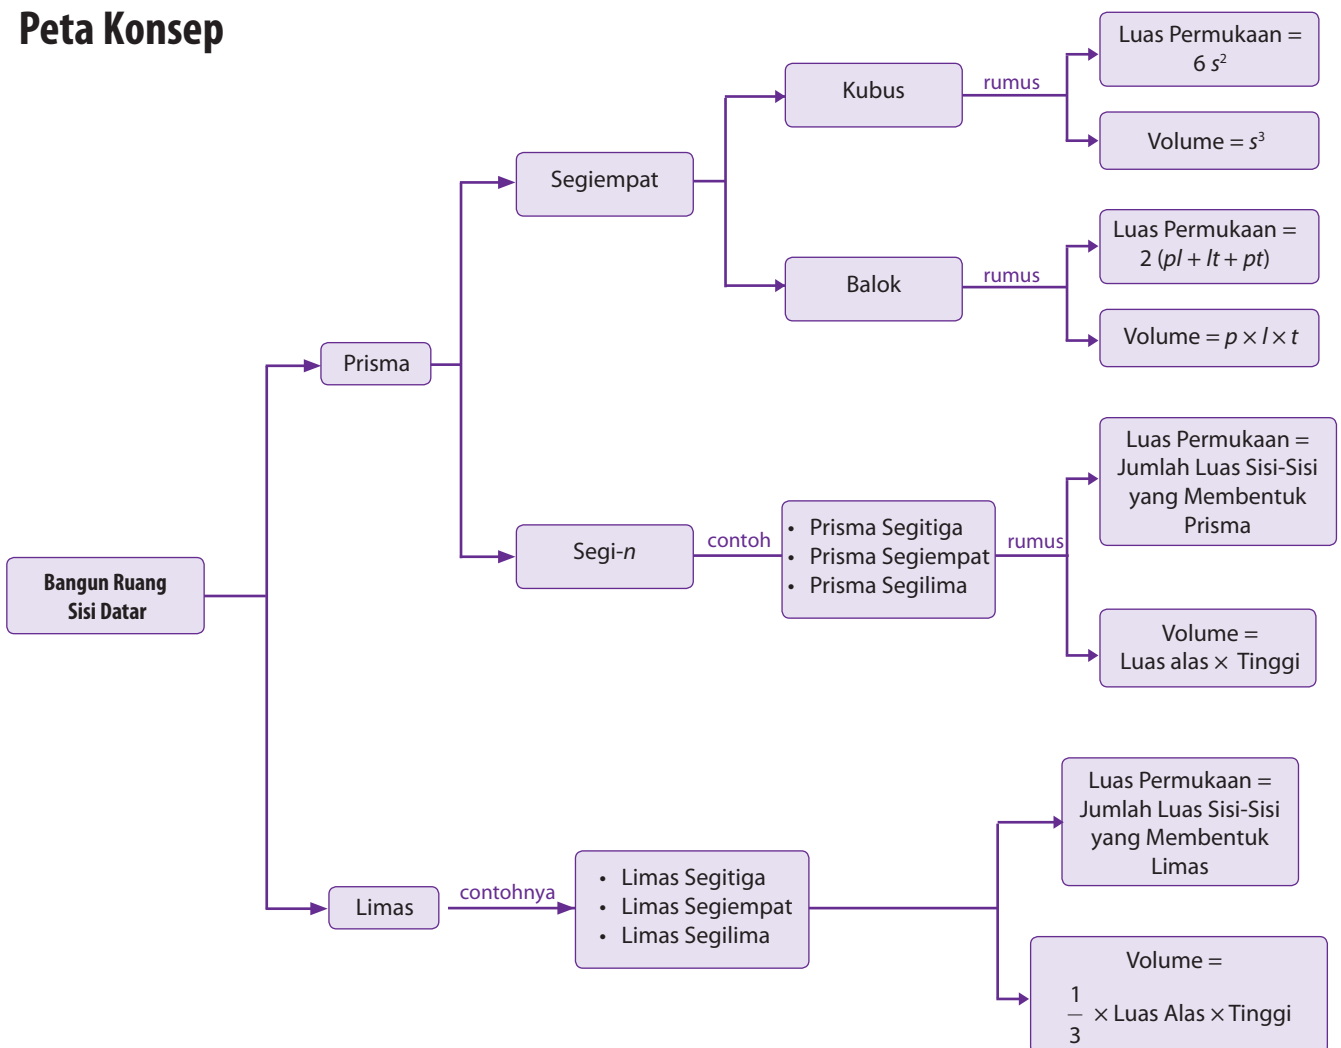 Peta Konsep
Luas Permukaan =
6 s²
Kubus
rumus
Volume = s³
Segiempat
Luas Permukaan =
2 (pl + lt + pt)
Balok
rumus
Volume = p × l × t
Prisma
Luas Permukaan =
Jumlah Luas Sisi-Sisi
yang Membentuk
Prisma
Segi-n
contoh
• Prisma Segitiga
• Prisma Segiempat
• Prisma Segilima
rumus
Bangun Ruang
Sisi Datar
Volume =
Luas alas × Tinggi
Luas Permukaan =
Jumlah Luas Sisi-Sisi
yang Membentuk
Limas
Limas
contohnya
• Limas Segitiga
• Limas Segiempat
• Limas Segilima
Volume =
1/3 × Luas Alas × Tinggi